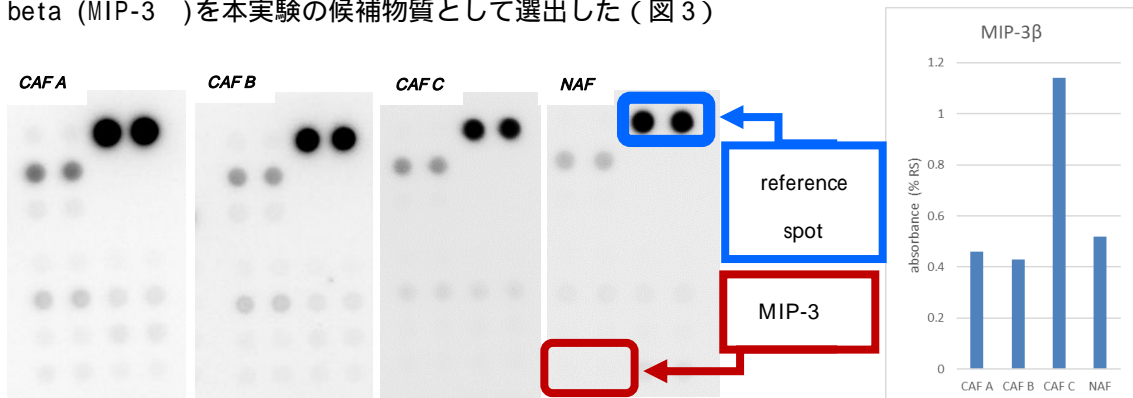 beta (MIP-3　)を本実験の候補物質として選出した（図3）
CAF A
CAF B
CAF C
NAF
reference
spot
MIP-3
MIP-3β
absorbance (% RS)
1.2
1
0.8
0.6
0.4
0.2
0
CAF A CAF B CAF C NAF